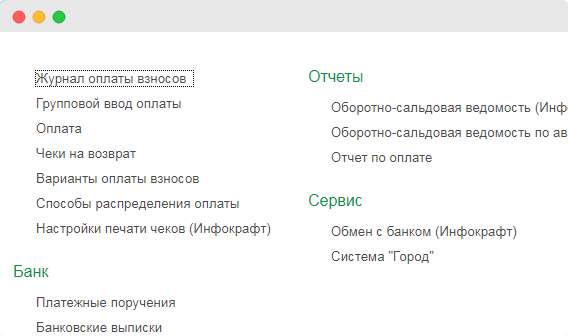 Журнал оплаты взносов
Групповой ввод оплаты
Оплата
Чеки на возврат
Варианты оплаты взносов
Способы распределения оплаты
Настройки печати чеков (Инфокрафт)
Банк
Платежные поручения
Банковские выписки
Отчеты
Оборотно-сальдовая ведомость (Инф
Оборотно-сальдовая ведомость по ав
Отчет по оплате
Сервис
Обмен с банком (Инфокрафт)
Система "Город"